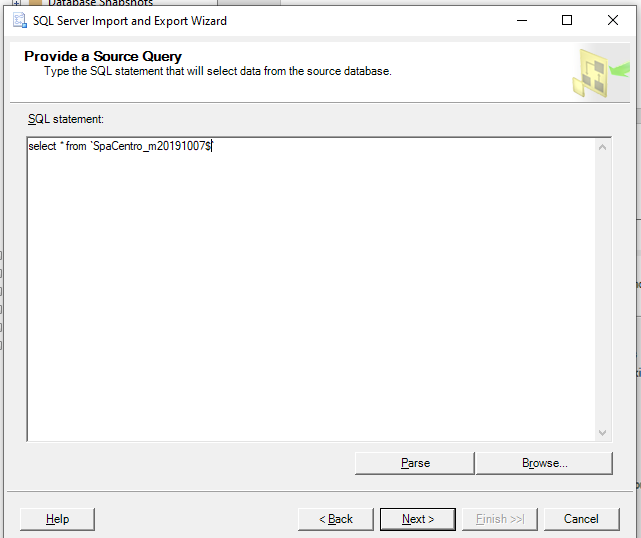 Database Snapshots
SQL Server Import and Export Wizard
Provide a Source Query
Type the SQL statement that will select data from the source database.
SQL statement:
select * from `SpaCentro_m20191007$`
Parse
Browse...
Help
< Back
Next >
Finish >>|
Cancel